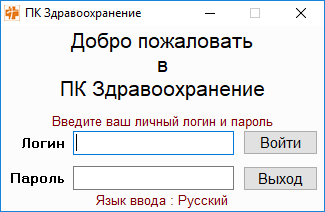 ПК Здравоохранение
Добро пожаловать
в
ПК Здравоохранение
Введите ваш личный логин и пароль
Логин
Войти
Пароль
Выход
Язык ввода : Русский